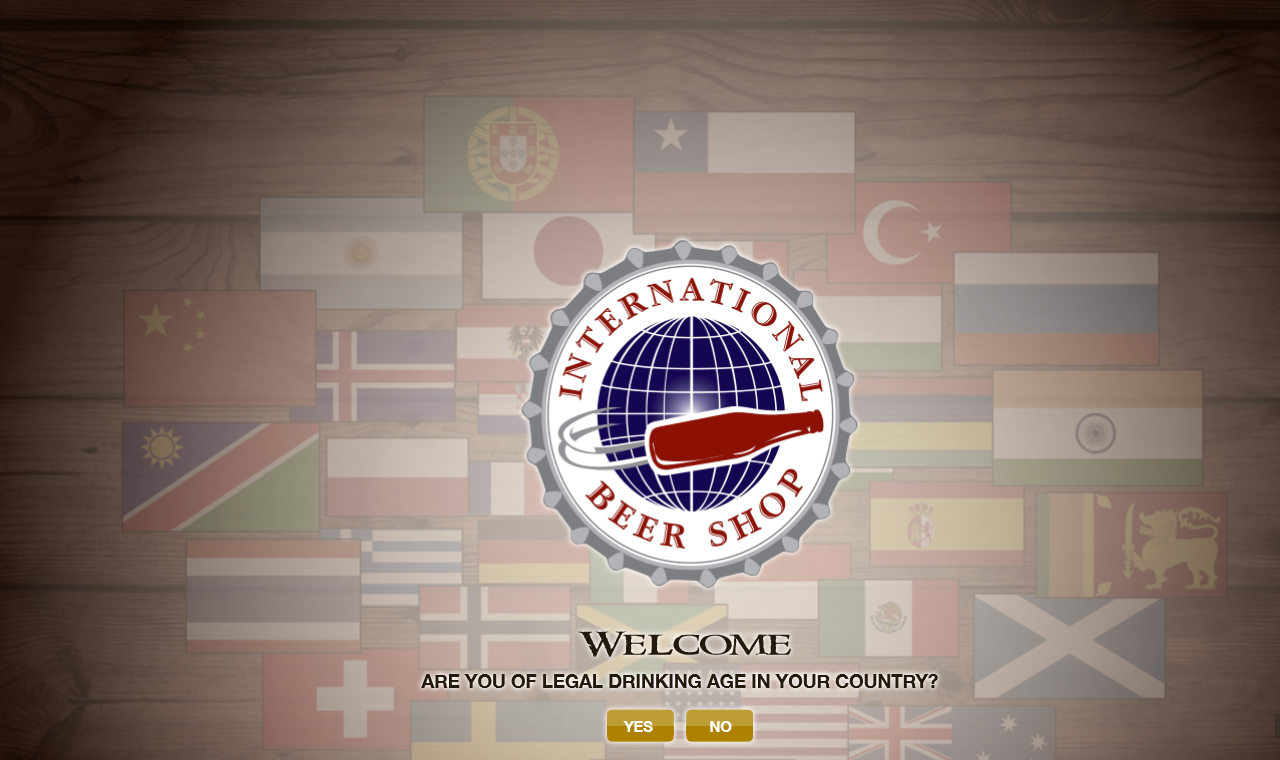 INTERNATIONAL
BEER SHOP
WELCOME
ARE YOU OF LEGAL DRINKING AGE IN YOUR COUNTRY?
YES NO